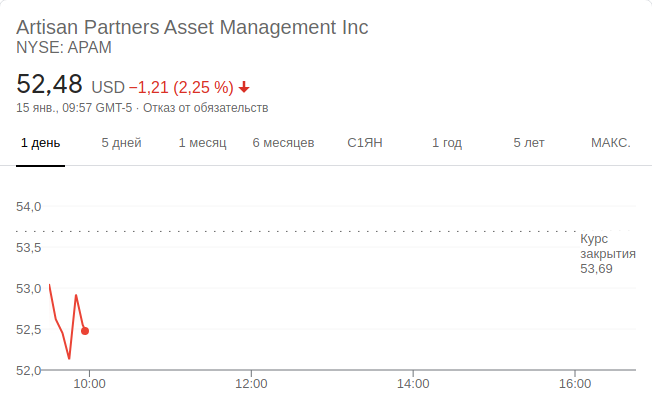 Artisan Partners Asset Management Inc
NYSE: APAM
52,48 USD −1,21 (2,25 %)
15 янв., 09:57 GMT-5 · Отказ от обязательств
1 день 5 дней 1 месяц 6 месяцев С1ЯН 1 год 5 лет МАКС.
54,0
53,5
53,0
52,5
52,0
Курс
закрытия
53,69
10:00 12:00 14:00 16:00